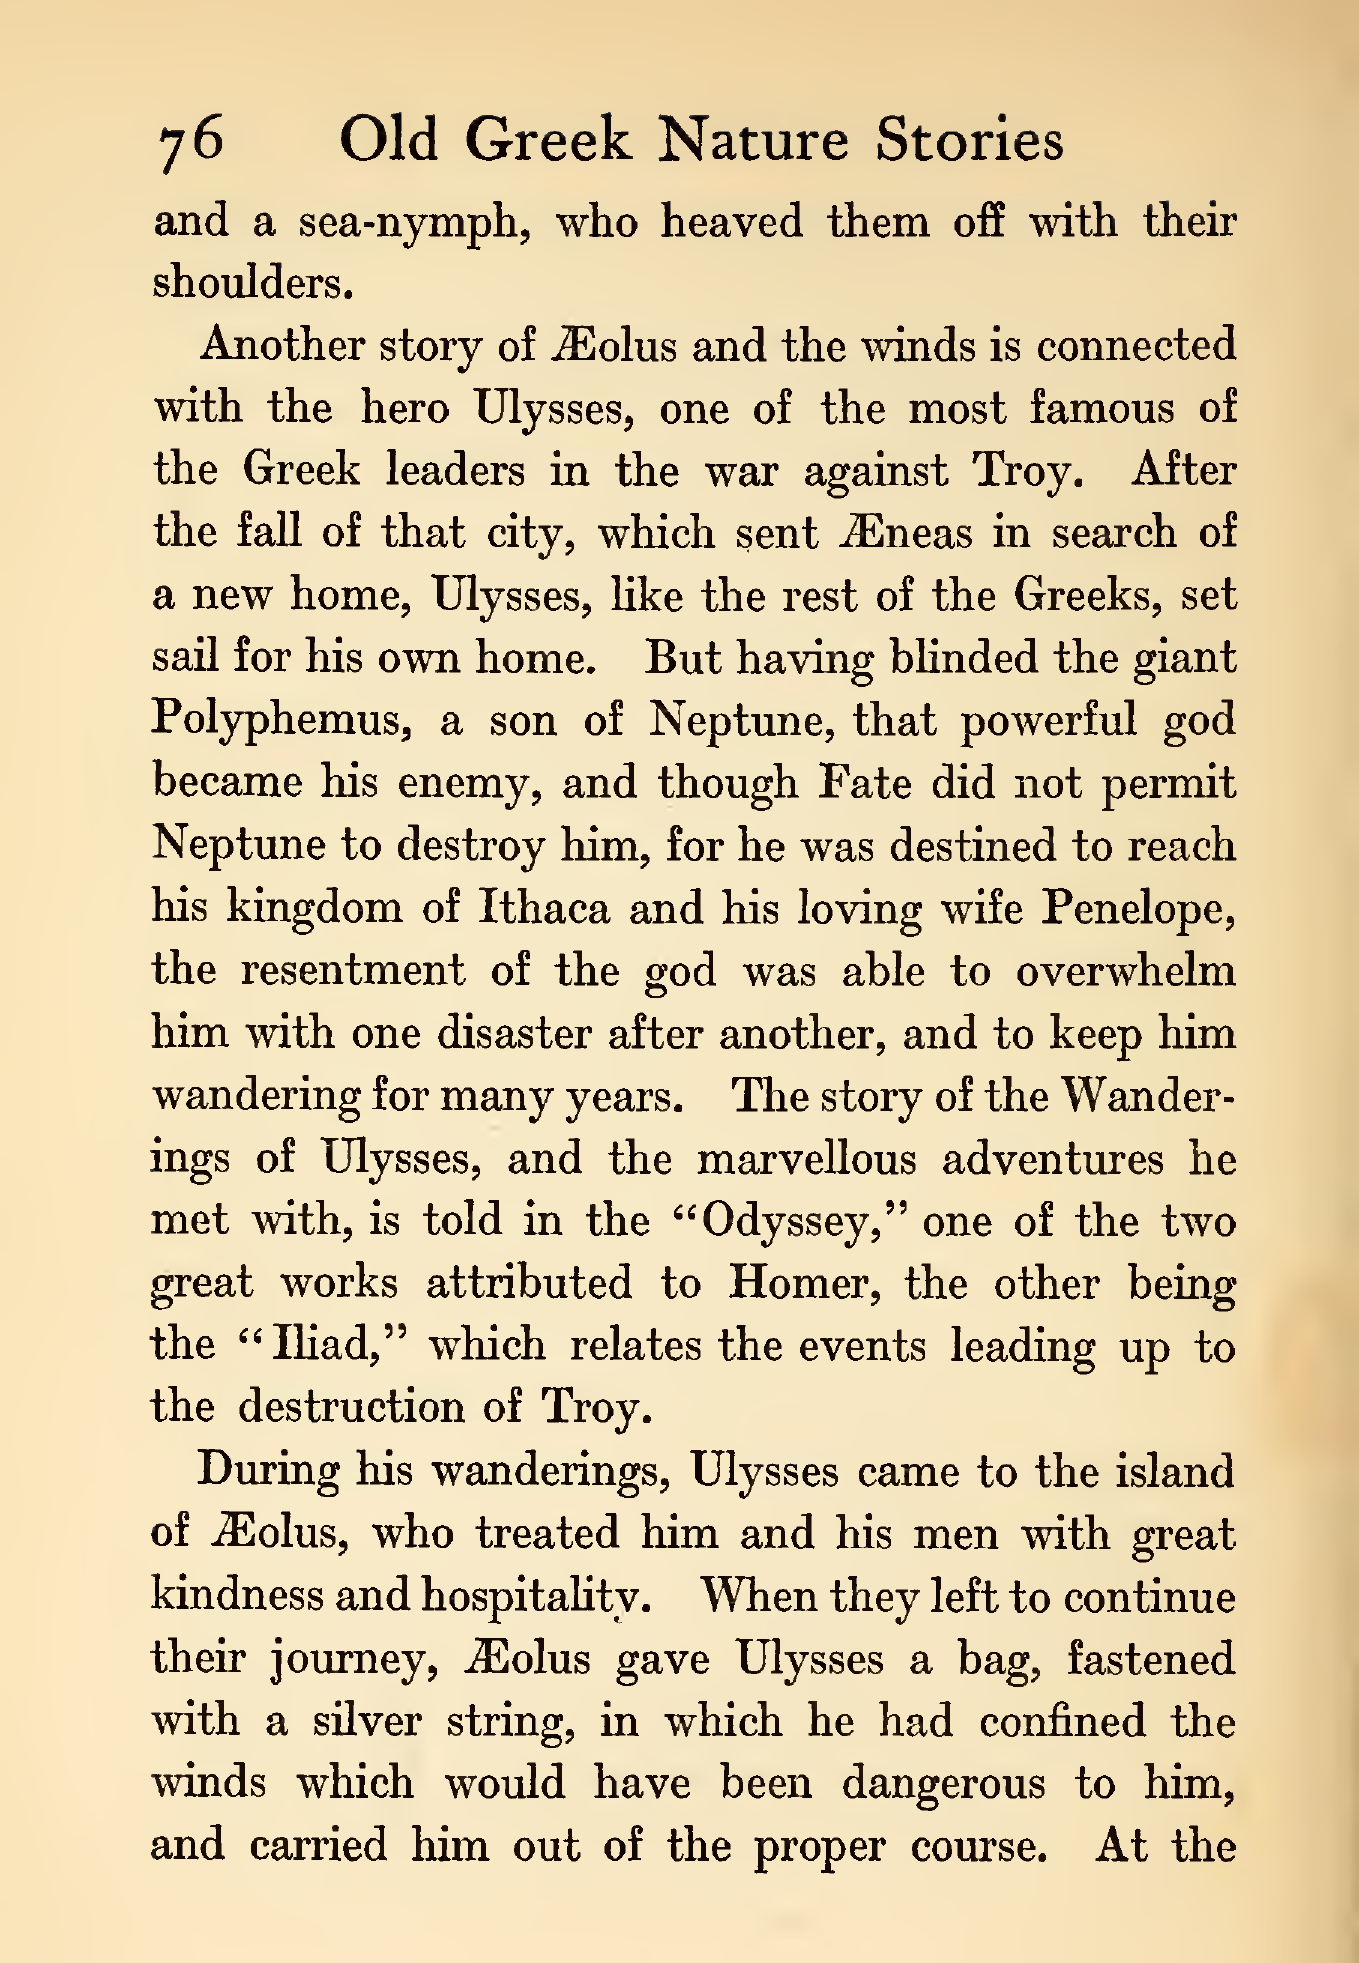 76 Old Greek Nature Stories
and a sea-nymph, who heaved them off with their
shoulders.
Another story of Æolus and the winds is connected
with the hero Ulysses, one of the most famous of
the Greek leaders in the war against Troy. After
the fall of that city, which sent Æneas in search of
a new home, Ulysses, like the rest of the Greeks, set
sail for his own home. But having blinded the giant
Polyphemus, a son of Neptune, that powerful god
became his enemy, and though Fate did not permit
Neptune to destroy him, for he was destined to reach
his kingdom of Ithaca and his loving wife Penelope,
the resentment of the god was able to overwhelm
him with one disaster after another, and to keep him
wandering for many years. The story of the Wander-
ings of Ulysses, and the marvellous adventures he
met with, is told in the “Odyssey,” one of the two
great works attributed to Homer, the other being
the “Iliad,” which relates the events leading up to
the destruction of Troy.
During his wanderings, Ulysses came to the island
of Æolus, who treated him and his men with great
kindness and hospitality. When they left to continue
their journey, Æolus gave Ulysses a bag, fastened
with a silver string, in which he had confined the
winds which would have been dangerous to him,
and carried him out of the proper course. At the